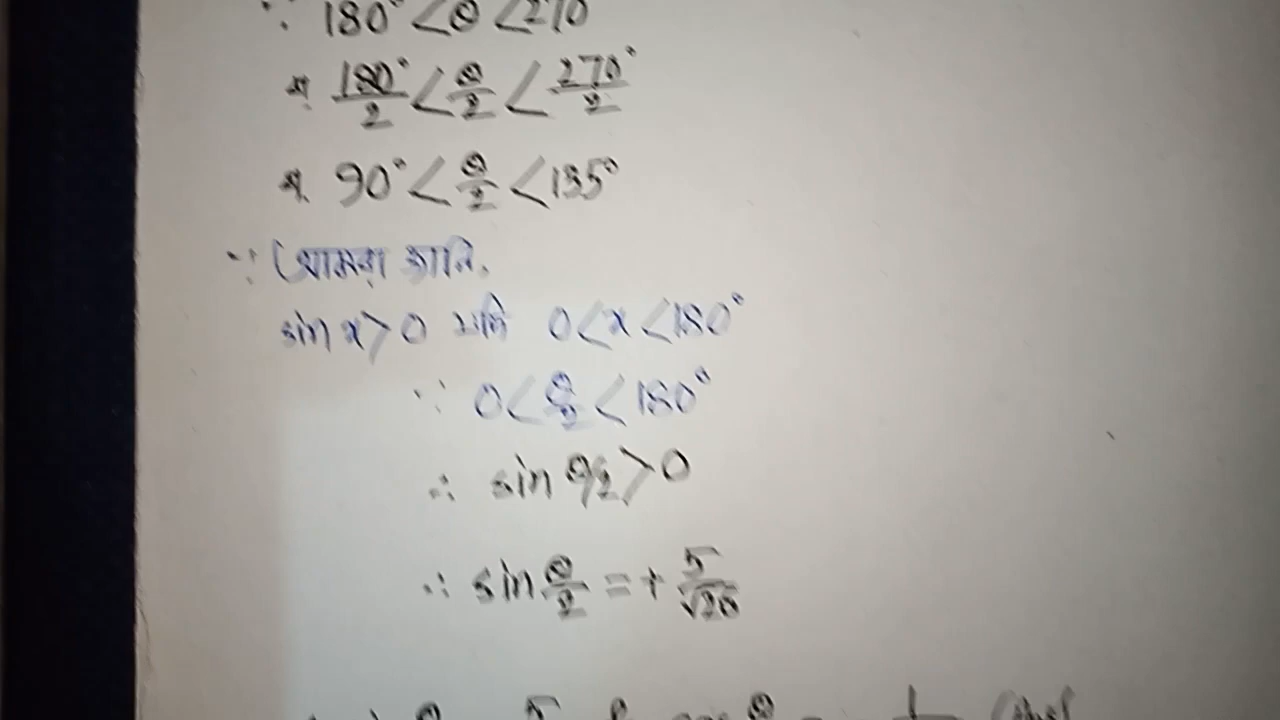 ∵ 180° < θ < 270
বা, 180°/2 < θ/2 < 270°/2
বা, 90° < θ/2 < 135°
∵ আমরা জানি,
sin x > 0 যদি 0 < x < 180°
∵ 0 < θ/2 < 180°
∴ sin θ/2 > 0
∴ sin θ/2 = + 5/√26